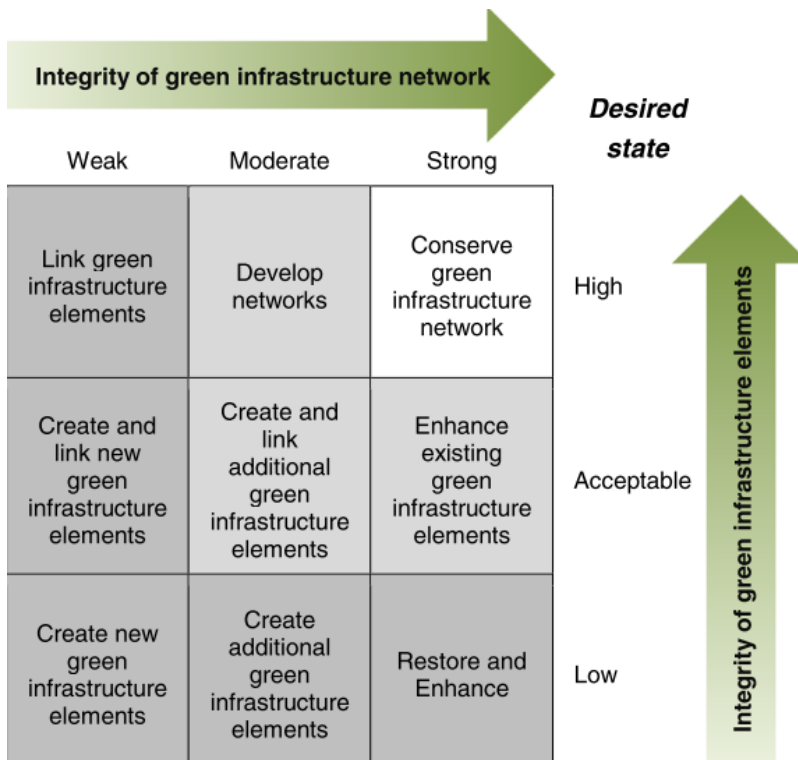 Integrity of green infrastructure network
Desired
state
Weak
Moderate
Strong
Link green
infrastructure
elements
Develop
networks
Conserve
green
infrastructure
network
High
Create and
link new
green
infrastructure
elements
Create and
link
additional
green
infrastructure
elements
Enhance
existing
green
infrastructure
elements
Acceptable
Create new
green
infrastructure
elements
Create
additional
green
infrastructure
elements
Restore and
Enhance
Low
Integrity of green infrastructure elements